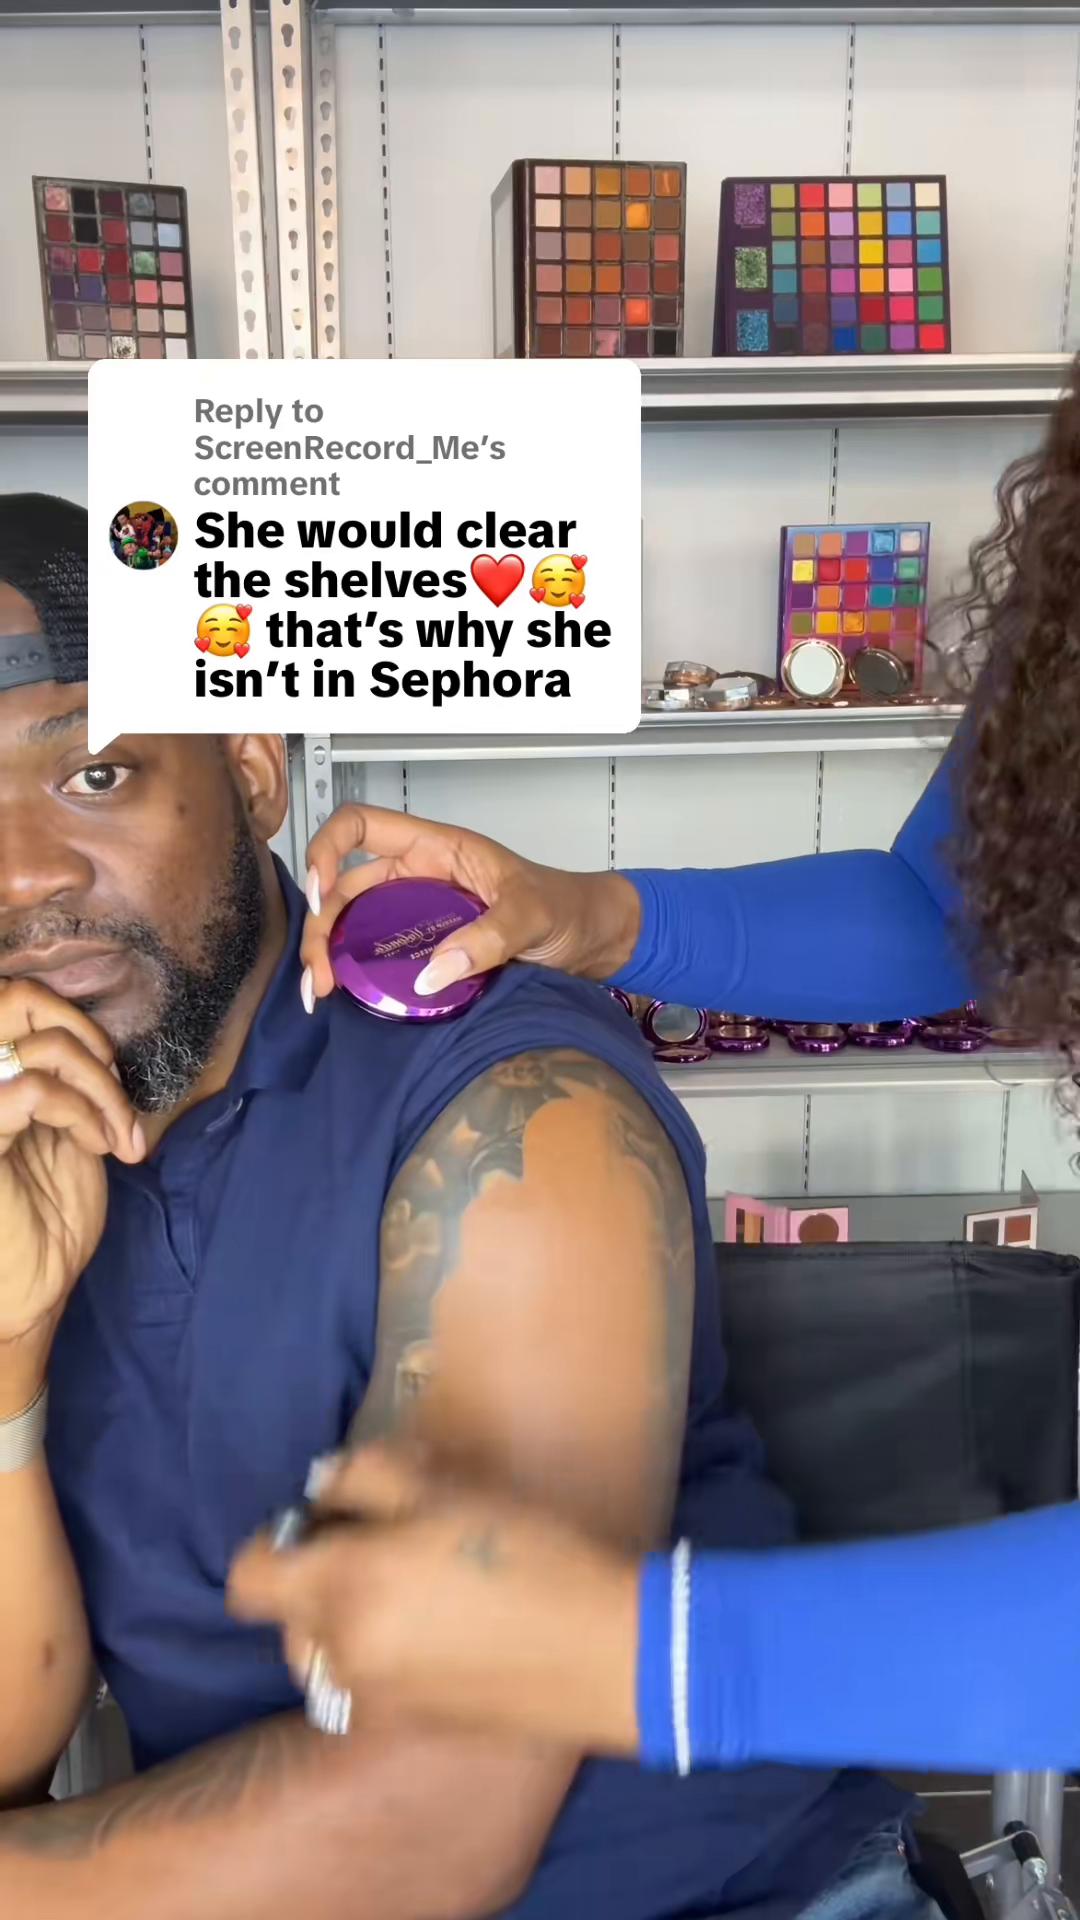 Reply to
ScreenRecord_Me’s
comment
She would clear
the shelves❤️🥰
🥰 that’s why she
isn’t in Sephora